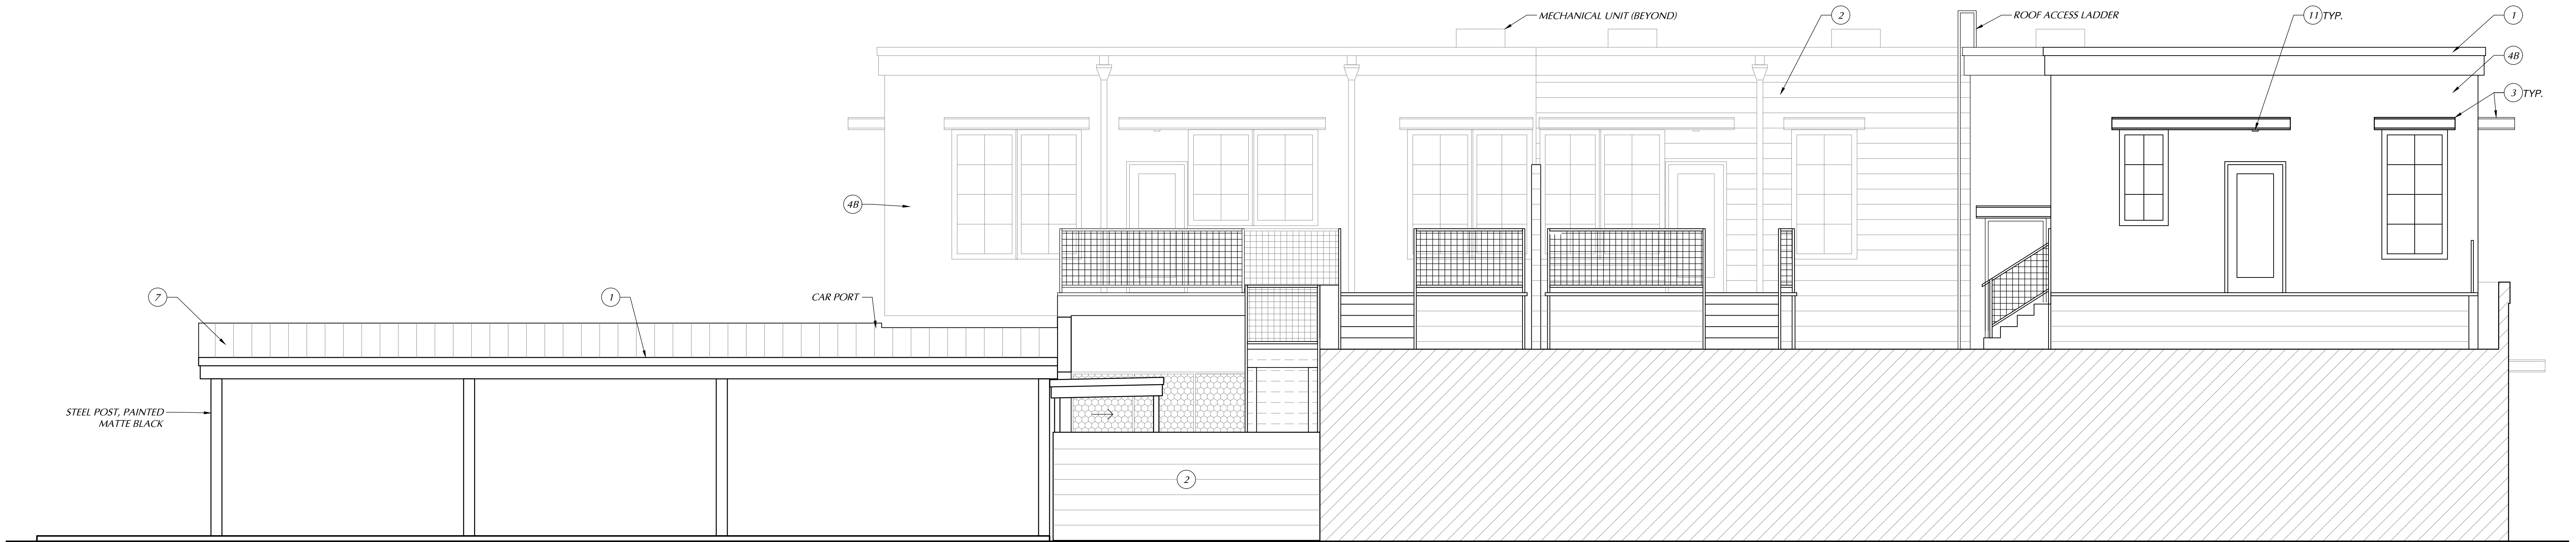 MECHANICAL UNIT (BEYOND)
2
ROOF ACCESS LADDER
11 TYP.
1
4B
3 TYP.
4B
7
1
CAR PORT
STEEL POST, PAINTED
MATTE BLACK
2